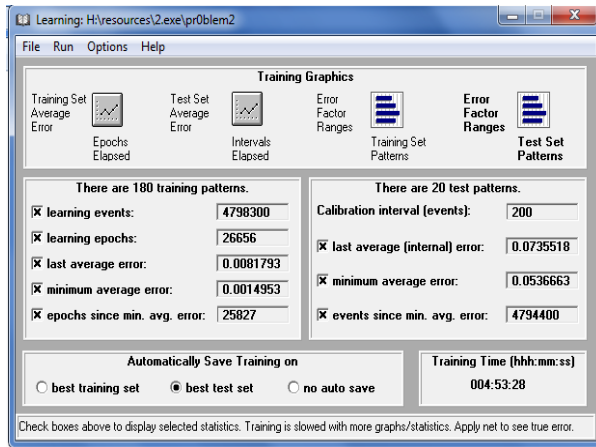 Learning: H:\resources\2.exe\pr0blem2
File Run Options Help
Training Graphics
Training Set Average Error
Epochs Elapsed
Test Set Average Error
Intervals Elapsed
Error Factor Ranges
Training Set Patterns
Error Factor Ranges
Test Set Patterns
There are 180 training patterns.
learning events: 4798300
learning epochs: 26656
last average error: 0.0081793
minimum average error: 0.0014953
epochs since min. avg. error: 25827
There are 20 test patterns.
Calibration interval (events): 200
last average (internal) error: 0.0735518
minimum average error: 0.0536663
events since min. avg. error: 4794400
Automatically Save Training on
best training set best test set no auto save
Training Time (hhh:mm:ss)
004:53:28
Check boxes above to display selected statistics. Training is slowed with more graphs/statistics. Apply net to see true error.